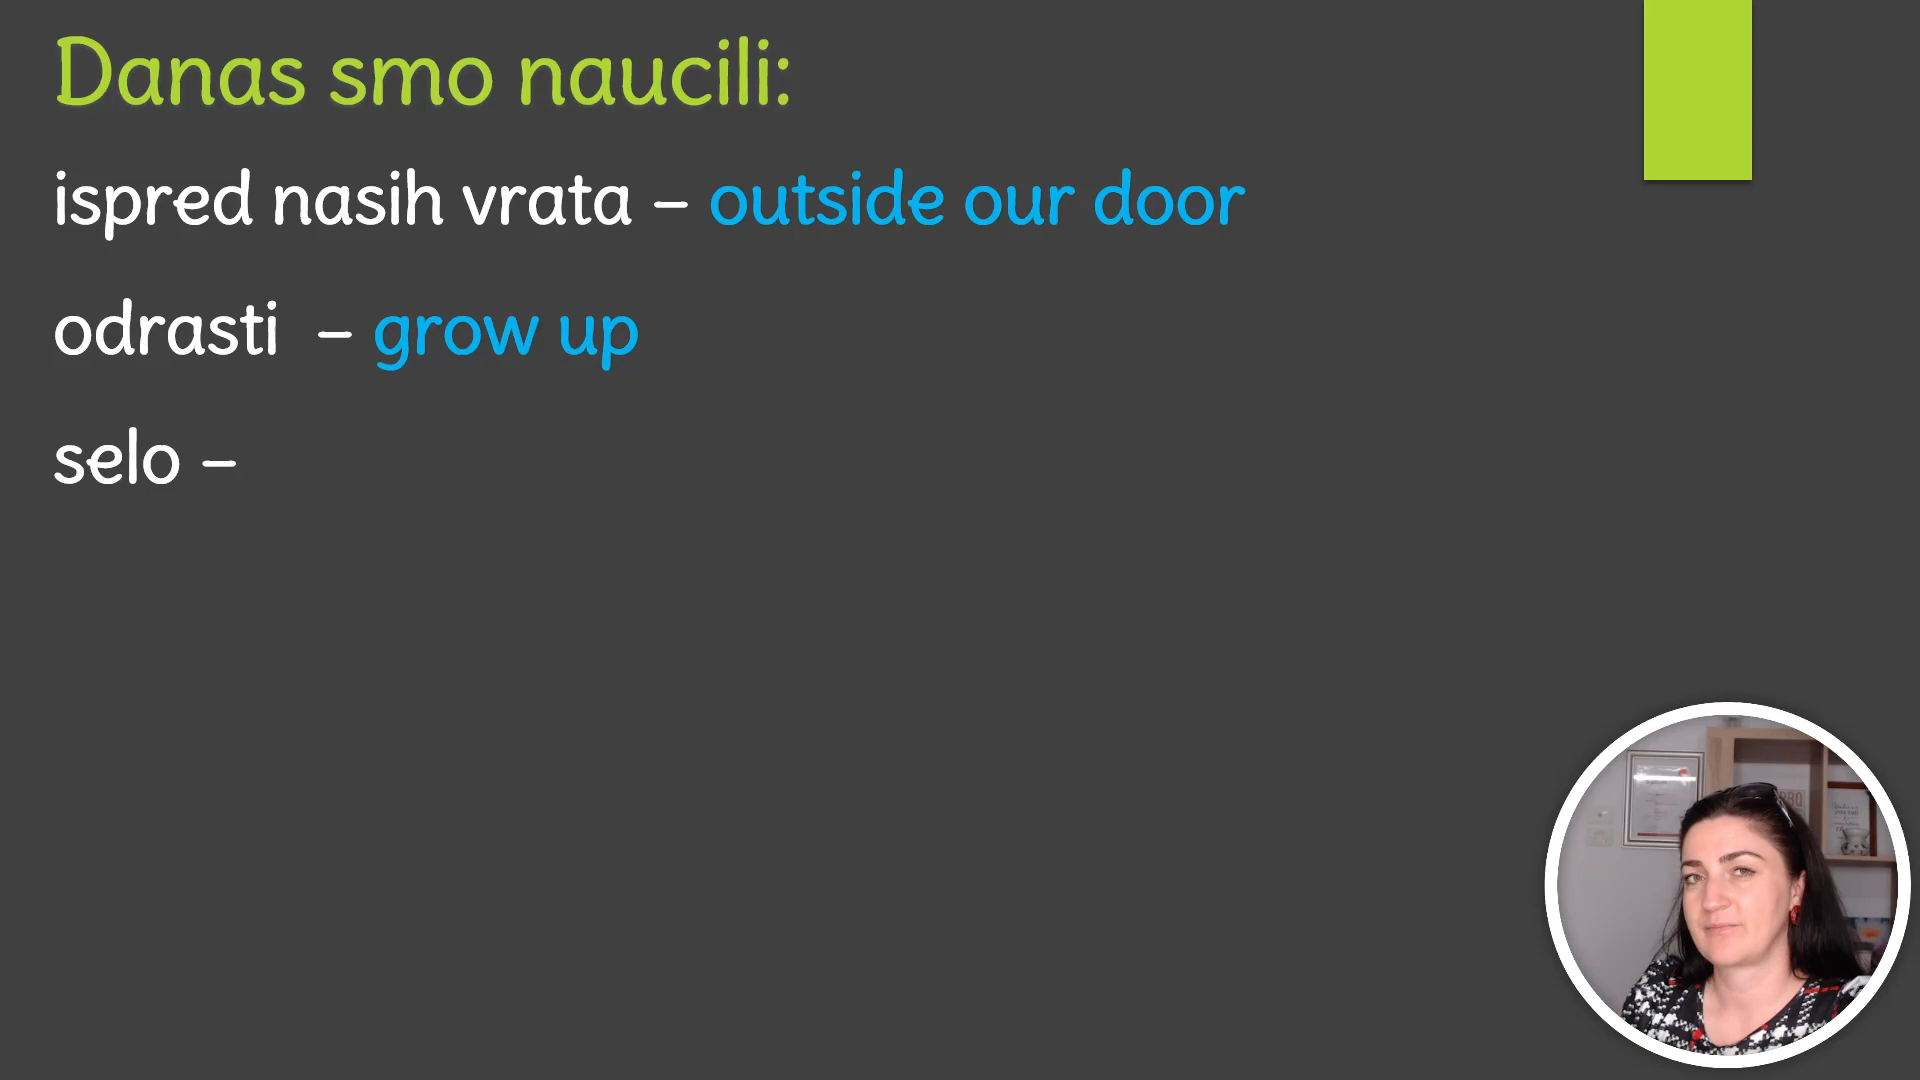 Danas smo naucili:
ispred nasih vrata – outside our door
odrasti – grow up
selo –